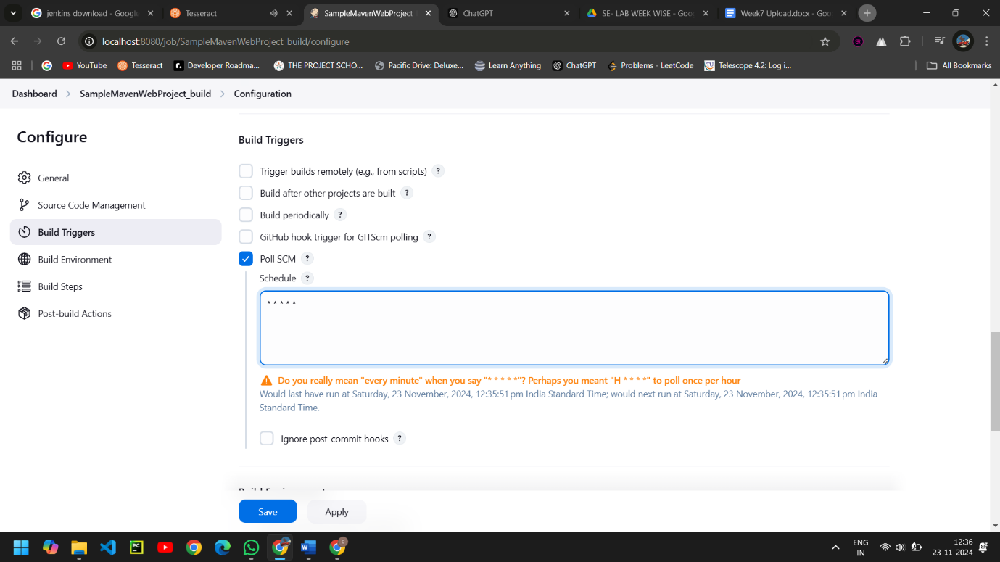 jenkins download - Google
Tesseract
SampleMavenWebProject_
ChatGPT
SE- LAB WEEK WISE - Goo
Week7 Upload.docx - Goo
localhost:8080/job/SampleMavenWebProject_build/configure
YouTube
Tesseract
Developer Roadma...
THE PROJECT SCHO...
Pacific Drive: Deluxe...
Learn Anything
ChatGPT
Problems - LeetCode
Telescope 4.2: Log i...
All Bookmarks
Dashboard
SampleMavenWebProject_build
Configuration
Configure
General
Source Code Management
Build Triggers
Build Environment
Build Steps
Post-build Actions
Build Triggers
Trigger builds remotely (e.g., from scripts) ?
Build after other projects are built ?
Build periodically ?
GitHub hook trigger for GITScm polling ?
Poll SCM ?
Schedule ?
* * * * *
Do you really mean "every minute" when you say "* * * * *"? Perhaps you meant "H * * * *" to poll once per hour
Would last have run at Saturday, 23 November, 2024, 12:35:51 pm India Standard Time; would next run at Saturday, 23 November, 2024, 12:35:51 pm India
Standard Time.
Ignore post-commit hooks ?
Save
Apply
ENG
IN
12:36
23-11-2024